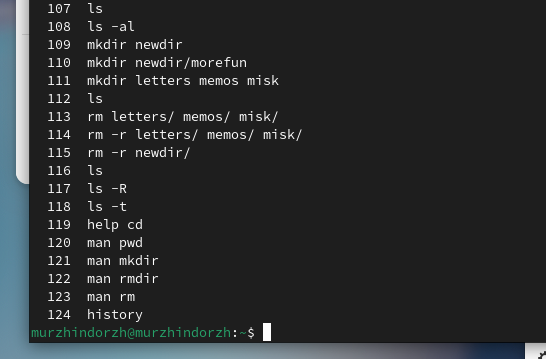 107 ls
108 ls -al
109 mkdir newdir
110 mkdir newdir/morefun
111 mkdir letters memos misk
112 ls
113 rm letters/ memos/ misk/
114 rm -r letters/ memos/ misk/
115 rm -r newdir/
116 ls
117 ls -R
118 ls -t
119 help cd
120 man pwd
121 man mkdir
122 man rmdir
123 man rm
124 history
murzhindorzh@murzhindorzh:~$